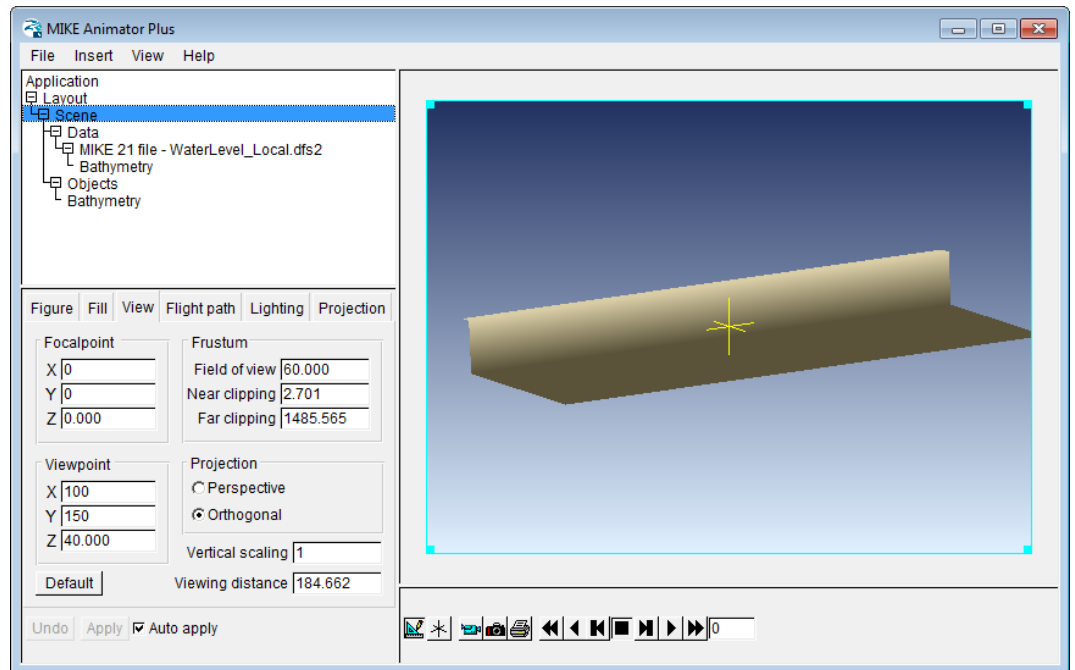 MIKE Animator Plus
File Insert View Help
Application
Layout
Scene
Data
MIKE 21 file - WaterLevel_Local.dfs2
Bathymetry
Objects
Bathymetry
Figure Fill View Flight path Lighting Projection
Focalpoint
X 0
Y 0
Z 0.000
Frustum
Field of view 60.000
Near clipping 2.701
Far clipping 1485.565
Viewpoint
X 100
Y 150
Z 40.000
Projection
Perspective
Orthogonal
Vertical scaling 1
Default
Viewing distance 184.662
Undo Apply Auto apply
0